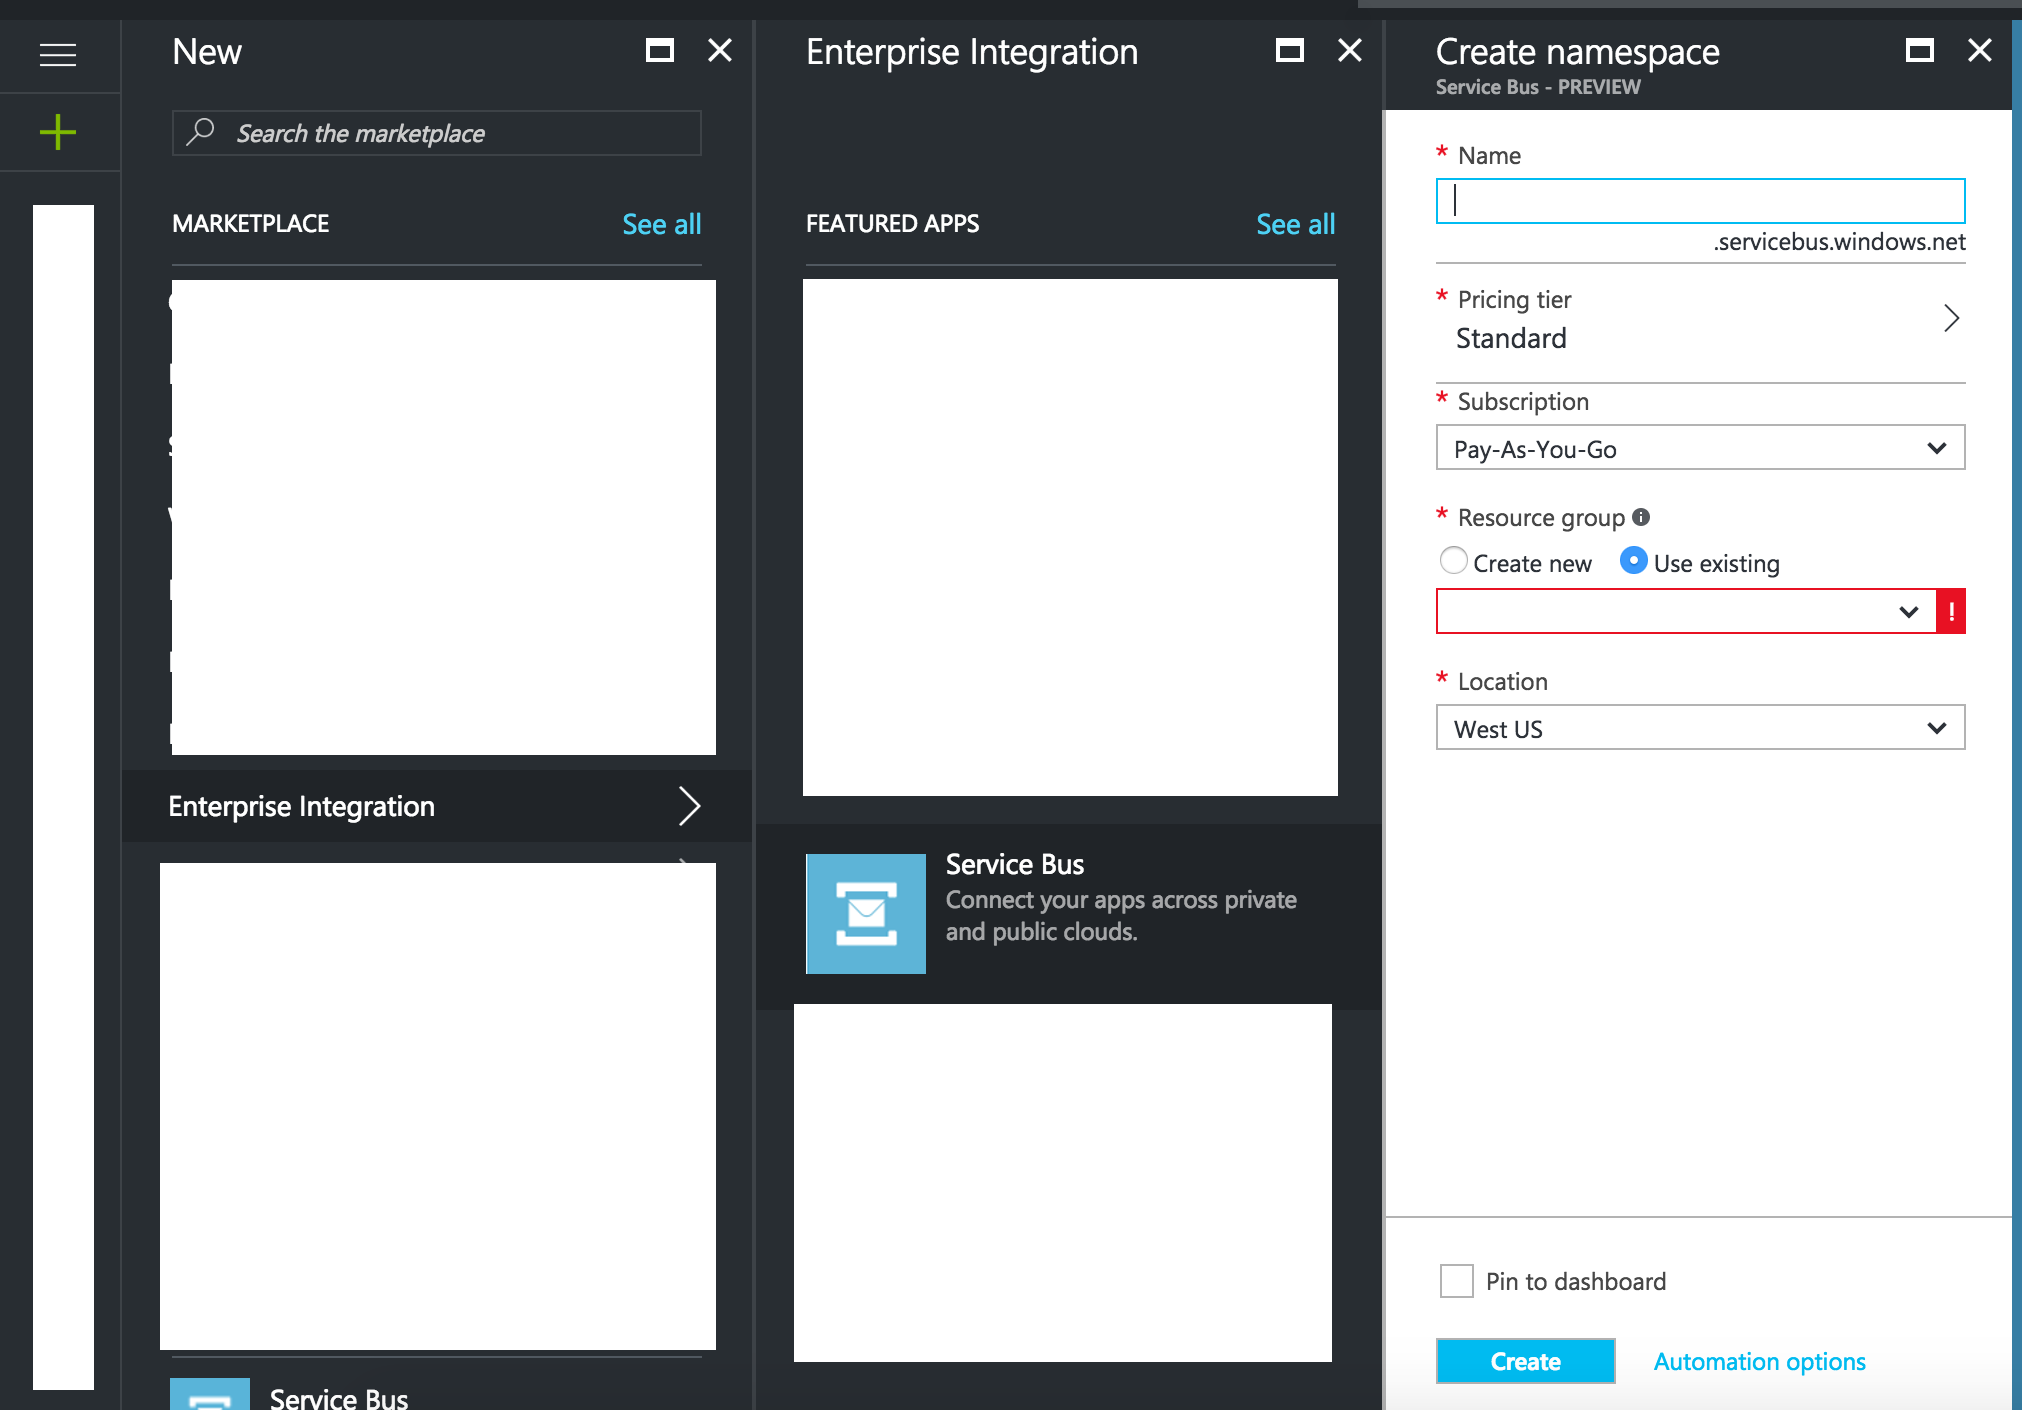 New
Search the marketplace
MARKETPLACE
See all
Enterprise Integration
Service Bus
Enterprise Integration
FEATURED APPS
See all
Service Bus
Connect your apps across private
and public clouds.
Create namespace
Service Bus - PREVIEW
* Name
.servicebus.windows.net
* Pricing tier
Standard
* Subscription
Pay-As-You-Go
* Resource group
Create new
Use existing
!
* Location
West US
Pin to dashboard
Create
Automation options